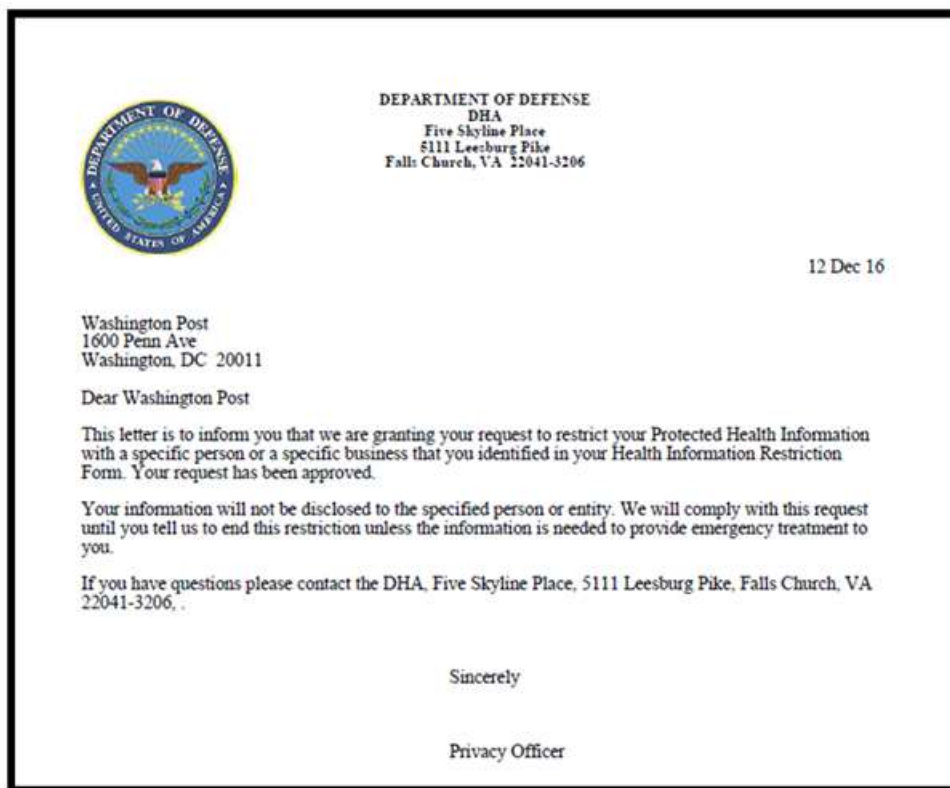 DEPARTMENT OF DEFENSE
UNITED STATES OF AMERICA
DEPARTMENT OF DEFENSE
DHA
Five Skyline Place
5111 Leesburg Pike
Falls Church, VA 22041-3206
12 Dec 16
Washington Post
1600 Penn Ave
Washington, DC 20011
Dear Washington Post
This letter is to inform you that we are granting your request to restrict your Protected Health Information
with a specific person or a specific business that you identified in your Health Information Restriction
Form. Your request has been approved.
Your information will not be disclosed to the specified person or entity. We will comply with this request
until you tell us to end this restriction unless the information is needed to provide emergency treatment to
you.
If you have questions please contact the DHA, Five Skyline Place, 5111 Leesburg Pike, Falls Church, VA
22041-3206, .
Sincerely
Privacy Officer